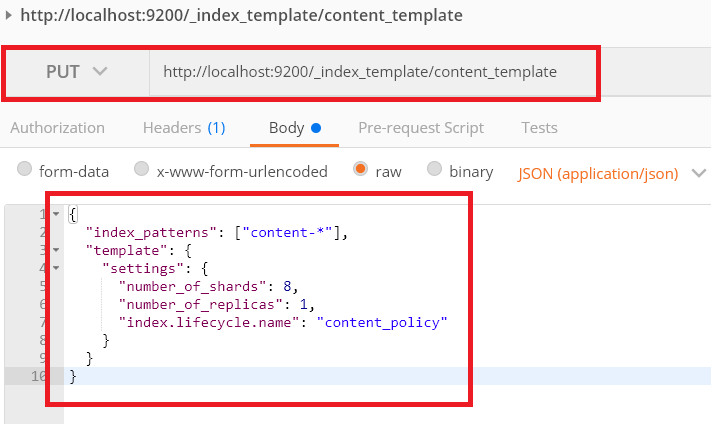 http://localhost:9200/_index_template/content_template
PUT http://localhost:9200/_index_template/content_template
Authorization Headers (1) Body Pre-request Script Tests
form-data x-www-form-urlencoded raw binary JSON (application/json)
1 {
2 "index_patterns": ["content-*"],
3 "template": {
4 "settings": {
5 "number_of_shards": 8,
6 "number_of_replicas": 1,
7 "index.lifecycle.name": "content_policy"
8 }
9 }
10 }